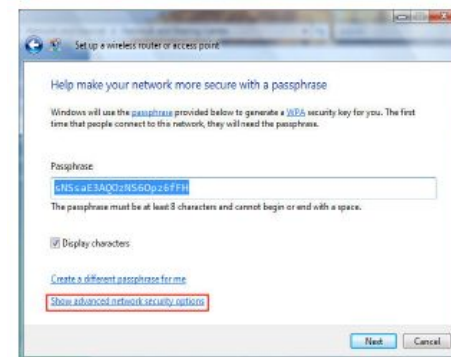 Set up a wireless router or access point
Help make your network more secure with a passphrase
Windows will use the passphrase provided below to generate a WPA security key for you. The first
time that people connect to this network, they will need the passphrase.
Passphrase
The passphrase must be at least 8 characters and cannot begin or end with a space.
Display characters
Create a different passphrase for me
Show advanced network security options
Next
Cancel